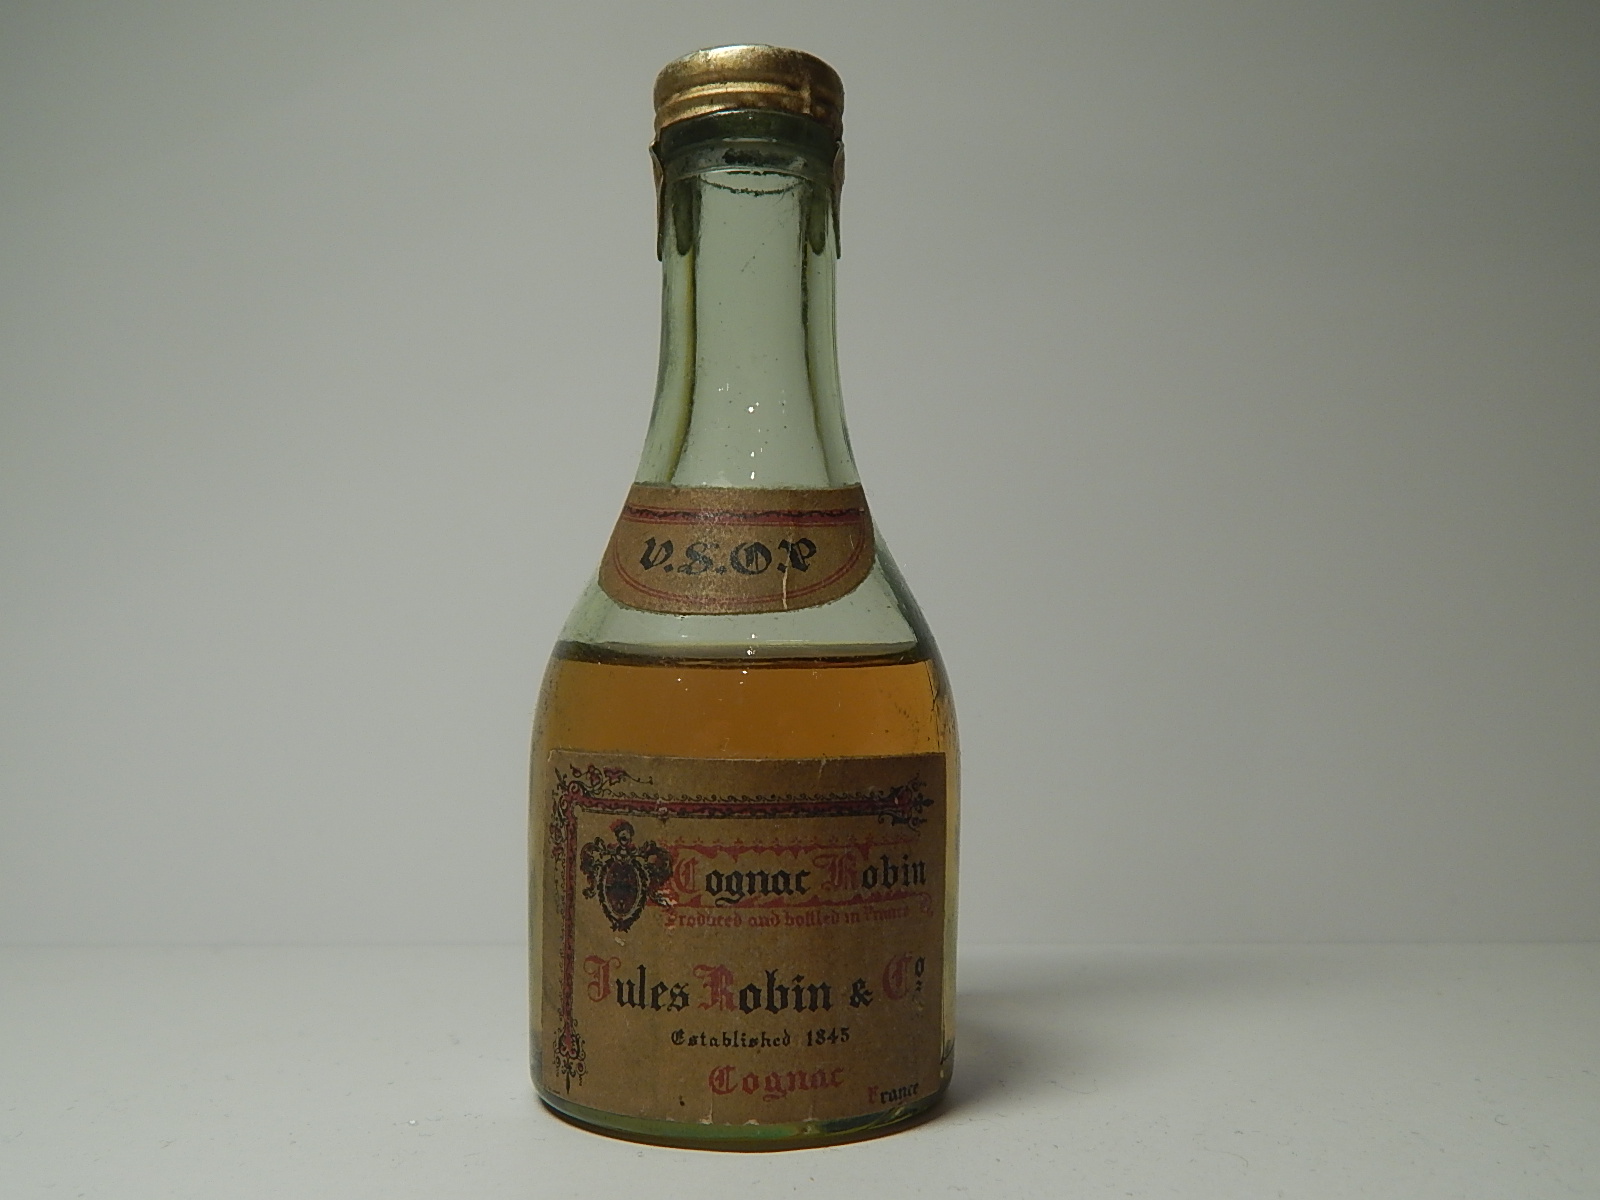 V.S.O.P
Cognac Robin
Produced and bottled in France
Jules Robin & Cº
Established 1845
Cognac
France